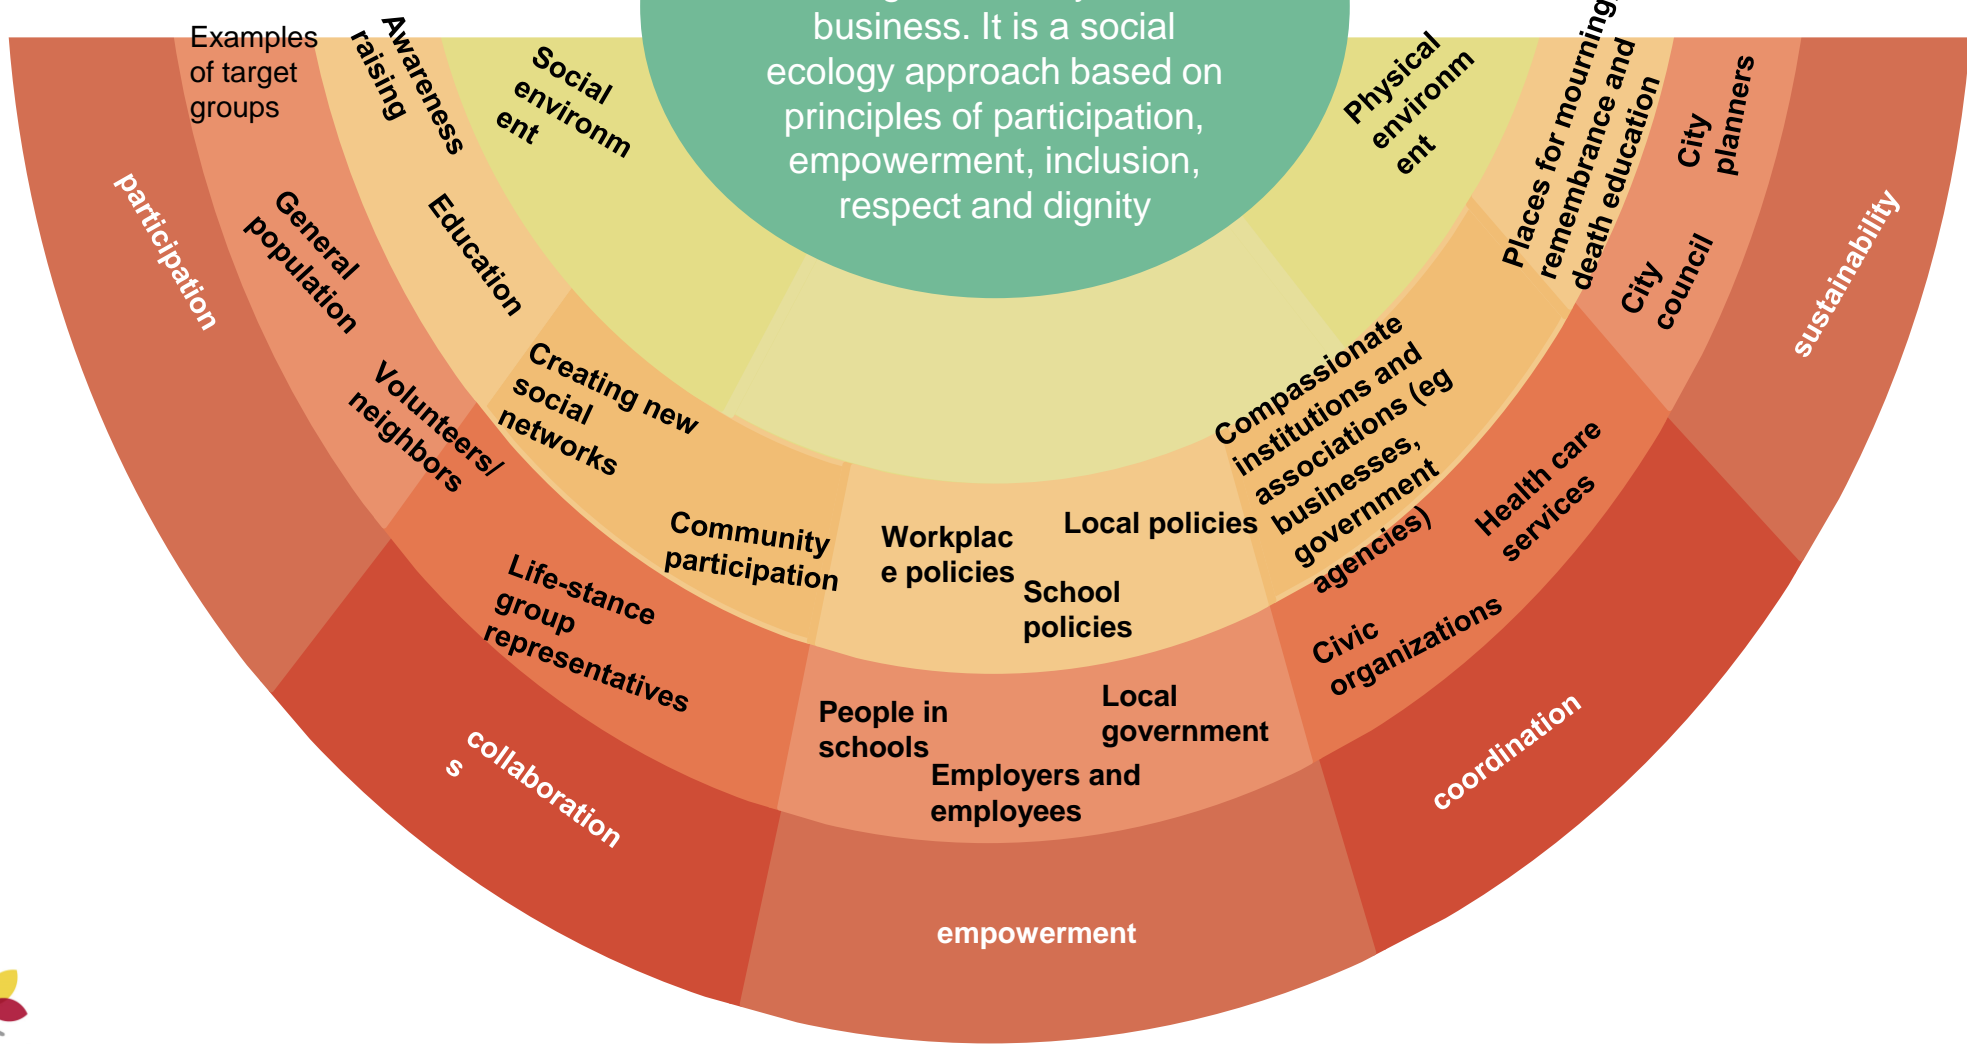 business. It is a social
ecology approach based on
principles of participation,
empowerment, inclusion,
respect and dignity
Examples
of target
groups
Awareness
raising
Social
environm
ent
Physical
environm
ent
Places for mourning,
remembrance and
death education
City
planners
participation
General
population
Education
City
council
sustainability
Volunteers/
neighbors
Creating new
social
networks
Compassionate
institutions and
associations (eg
businesses,
government
agencies)
Health care
services
Community
participation
Workplac
e policies
Local policies
School
policies
Life-stance
group
representatives
Civic
organizations
People in
schools
Local
government
Employers and
employees
collaboration
s
coordination
empowerment